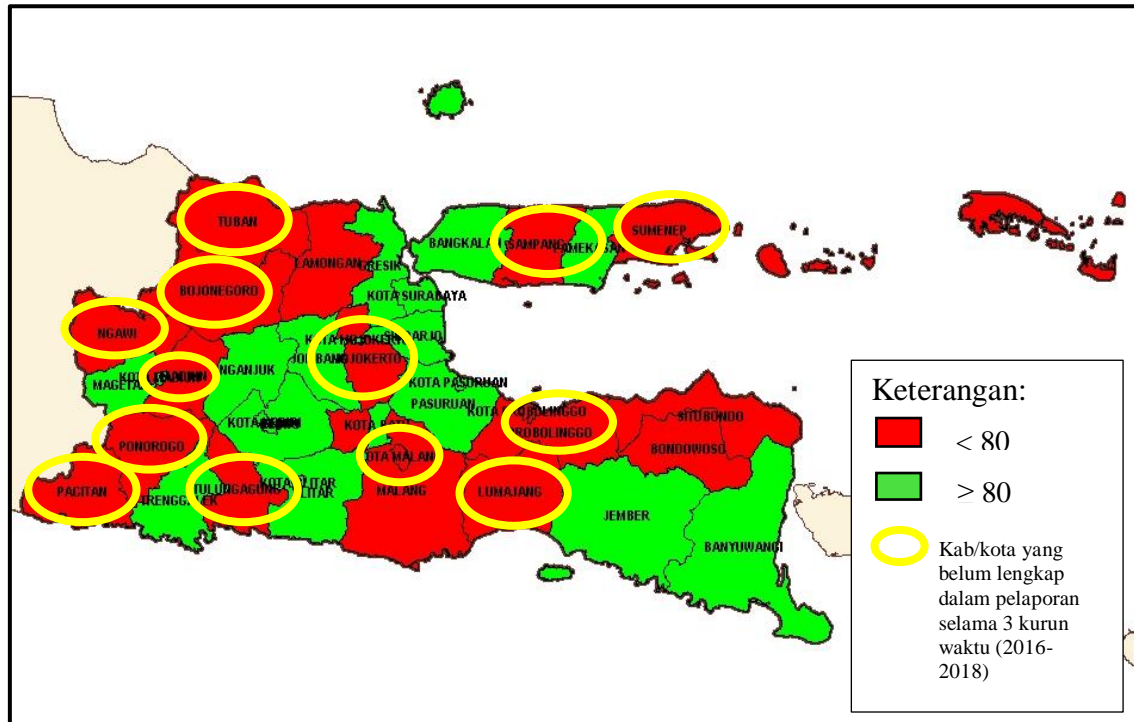 TUBAN
LAMONGAN
GRESIK
BANGKALAN
SAMPANG
SUMENEP
BOJONEGORO
KOTA SURABAYA
NGAWI
NGANJUK
MAGETA
KOTA PASURUAN
PASURUAN
PONOROGO
PROBOLINGGO
SITUBONDO
BONDOWOSO
PACITAN
TULUNGAGUNG
MALANG
LUMAJANG
JEMBER
BANYUWANGI
Keterangan:
< 80
> 80
Kab/kota yang
belum lengkap
dalam pelaporan
selama 3 kurun
waktu (2016-
2018)